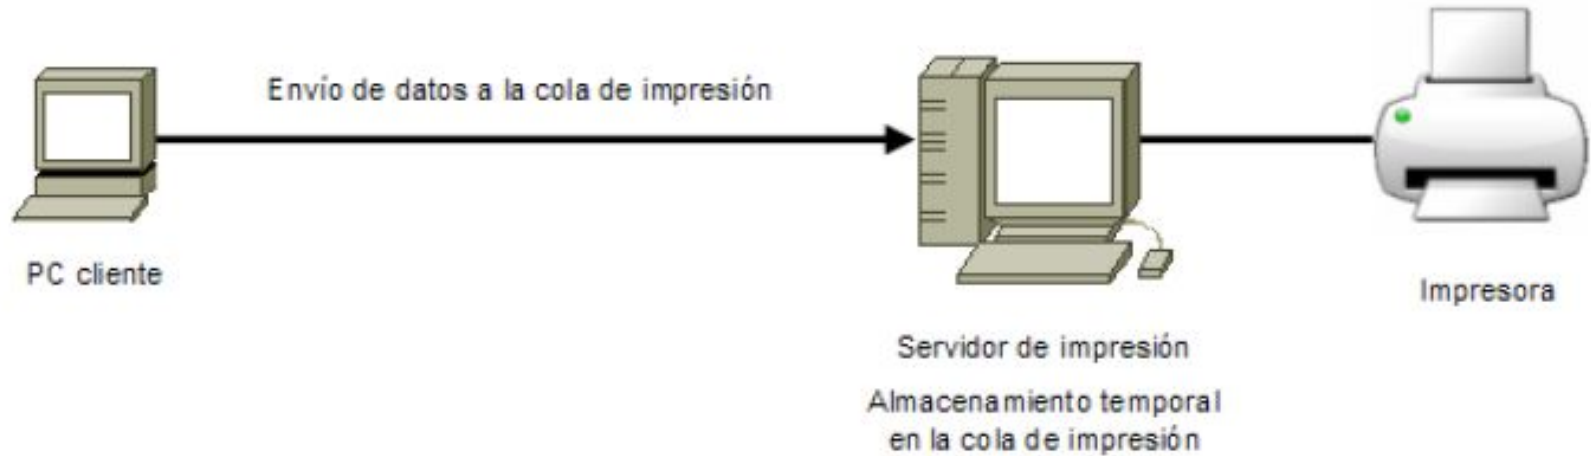 Envío de datos a la cola de impresión
PC cliente
Impresora
Servidor de impresión
Almacenamiento temporal
en la cola de impresión